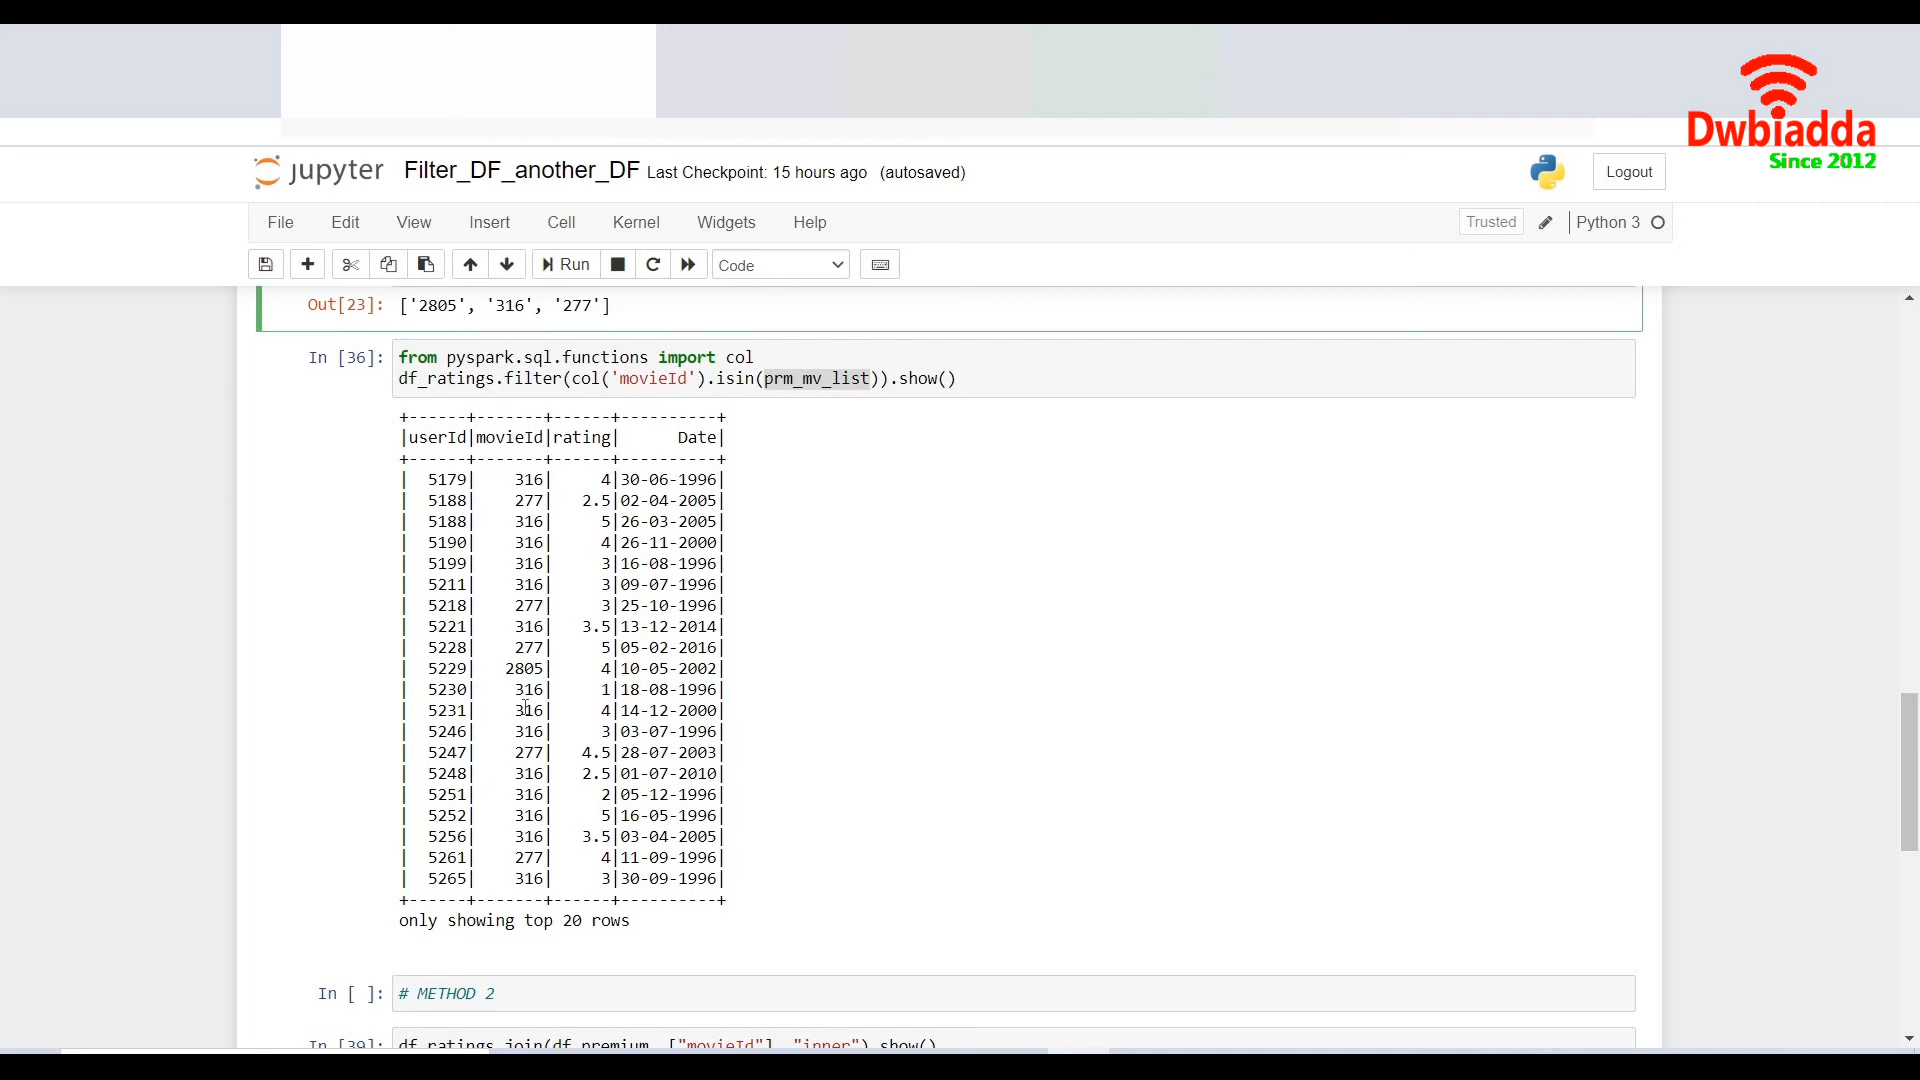 Dwbiadda
Since 2012
jupyter Filter_DF_another_DF Last Checkpoint: 15 hours ago (autosaved)
Logout
File Edit View Insert Cell Kernel Widgets Help
Trusted Python 3
Run Code
Out[23]: ['2805', '316', '277']
In [36]: from pyspark.sql.functions import col
df_ratings.filter(col('movieId').isin(prm_mv_list)).show()
+------+-------+------+----------+
|userId|movieId|rating|      Date|
+------+-------+------+----------+
|  5179|    316|     4|30-06-1996|
|  5188|    277|   2.5|02-04-2005|
|  5188|    316|     5|26-03-2005|
|  5190|    316|     4|26-11-2000|
|  5199|    316|     3|16-08-1996|
|  5211|    316|     3|09-07-1996|
|  5218|    277|     3|25-10-1996|
|  5221|    316|   3.5|13-12-2014|
|  5228|    277|     5|05-02-2016|
|  5229|   2805|     4|10-05-2002|
|  5230|    316|     1|18-08-1996|
|  5231|    316|     4|14-12-2000|
|  5246|    316|     3|03-07-1996|
|  5247|    277|   4.5|28-07-2003|
|  5248|    316|   2.5|01-07-2010|
|  5251|    316|     2|05-12-1996|
|  5252|    316|     5|16-05-1996|
|  5256|    316|   3.5|03-04-2005|
|  5261|    277|     4|11-09-1996|
|  5265|    316|     3|30-09-1996|
+------+-------+------+----------+
only showing top 20 rows
In [ ]: # METHOD 2
In [39]: df_ratings.join(df_premium, ["movieId"], "inner").show()